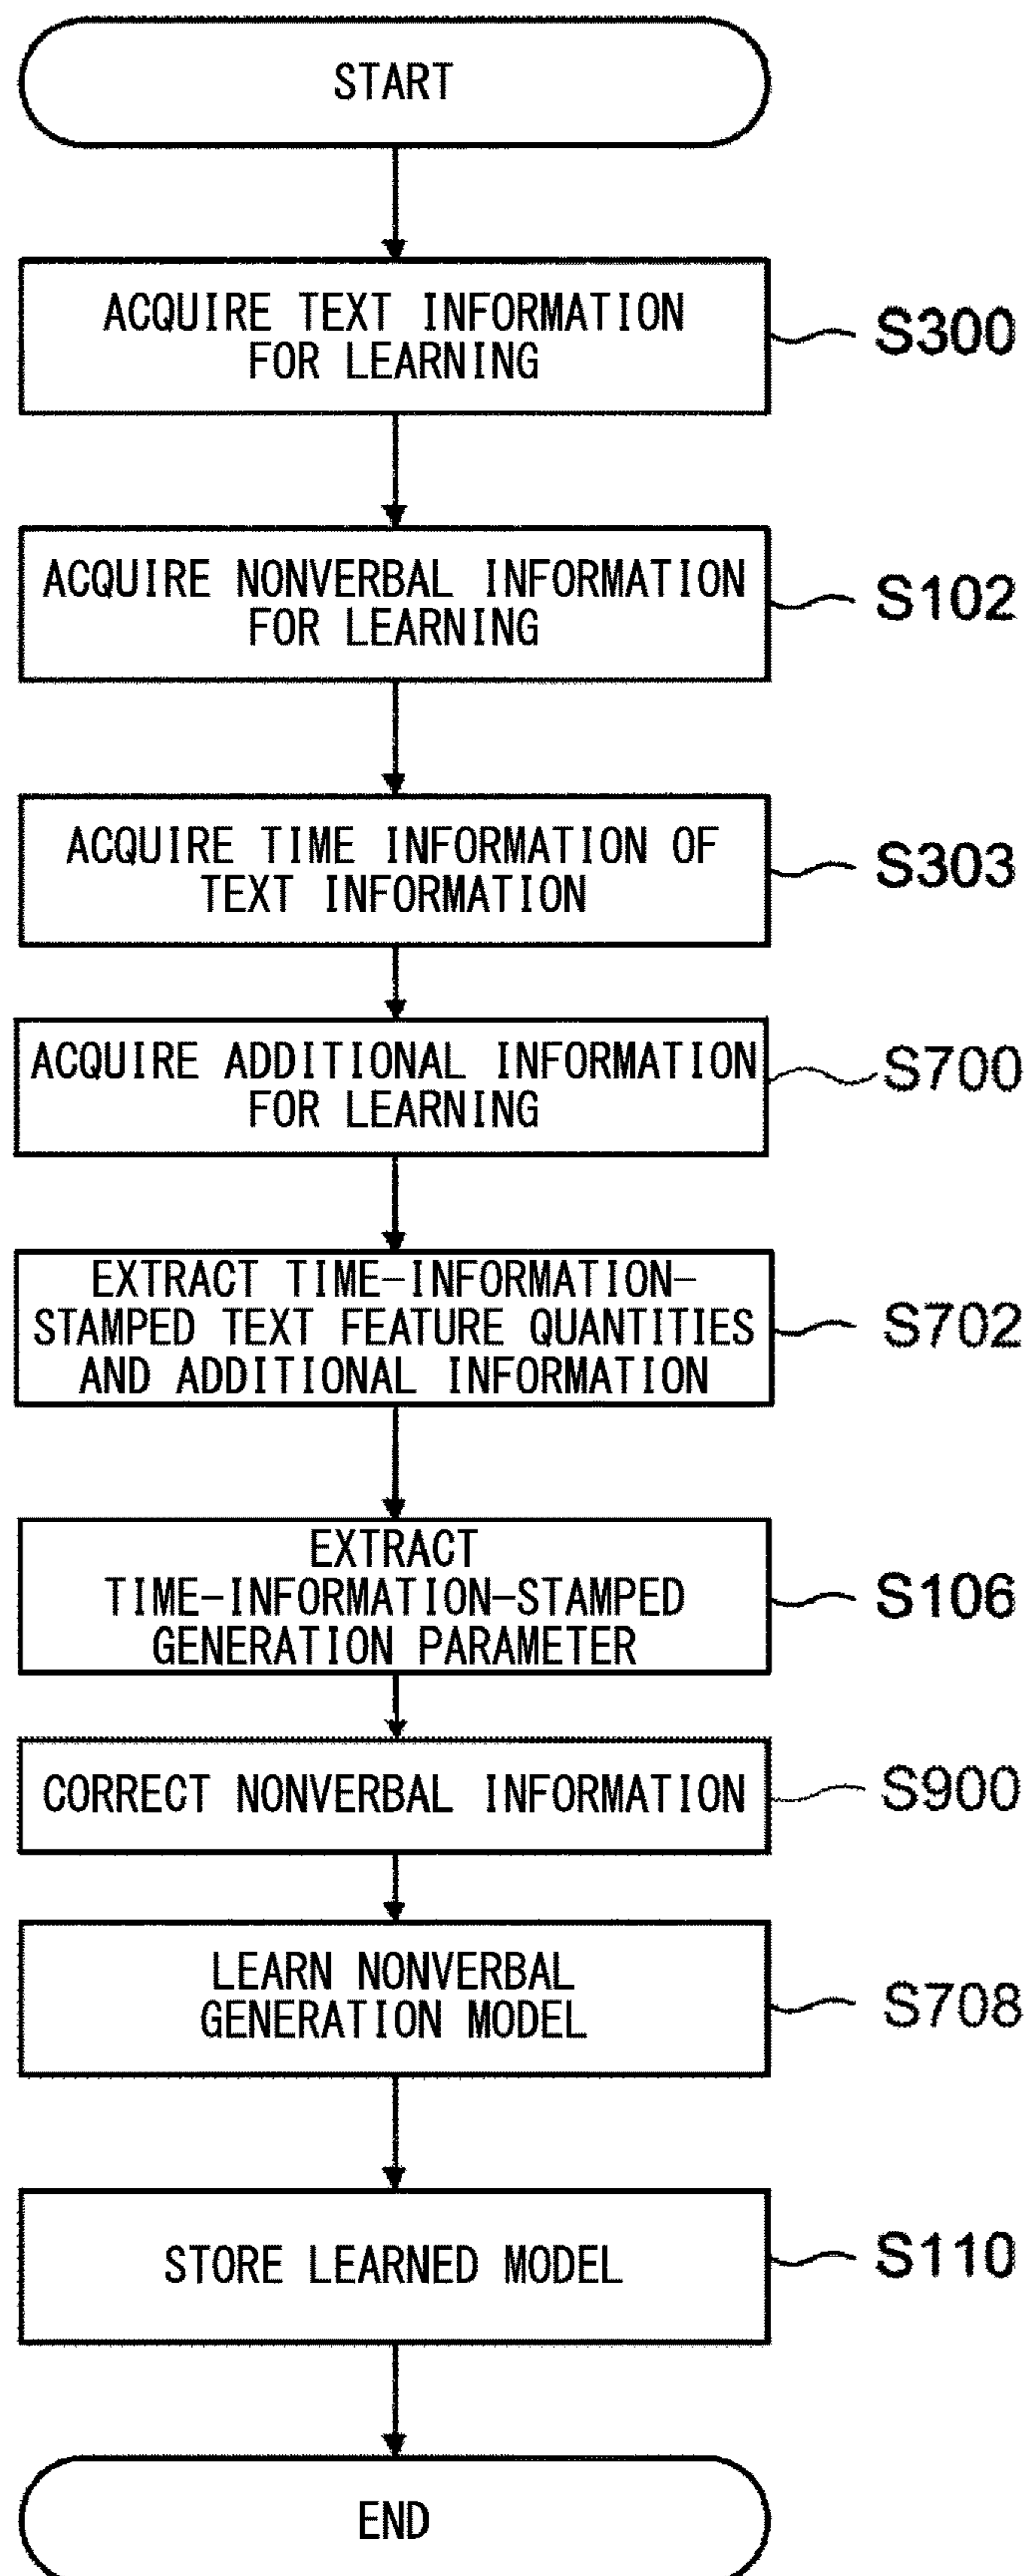 START
ACQUIRE TEXT INFORMATION
FOR LEARNING
S300
ACQUIRE NONVERBAL INFORMATION
FOR LEARNING
S102
ACQUIRE TIME INFORMATION OF
TEXT INFORMATION
S303
ACQUIRE ADDITIONAL INFORMATION
FOR LEARNING
S700
EXTRACT TIME-INFORMATION-
STAMPED TEXT FEATURE QUANTITIES
AND ADDITIONAL INFORMATION
S702
EXTRACT
TIME-INFORMATION-STAMPED
GENERATION PARAMETER
S106
CORRECT NONVERBAL INFORMATION
S900
LEARN NONVERBAL
GENERATION MODEL
S708
STORE LEARNED MODEL
S110
END